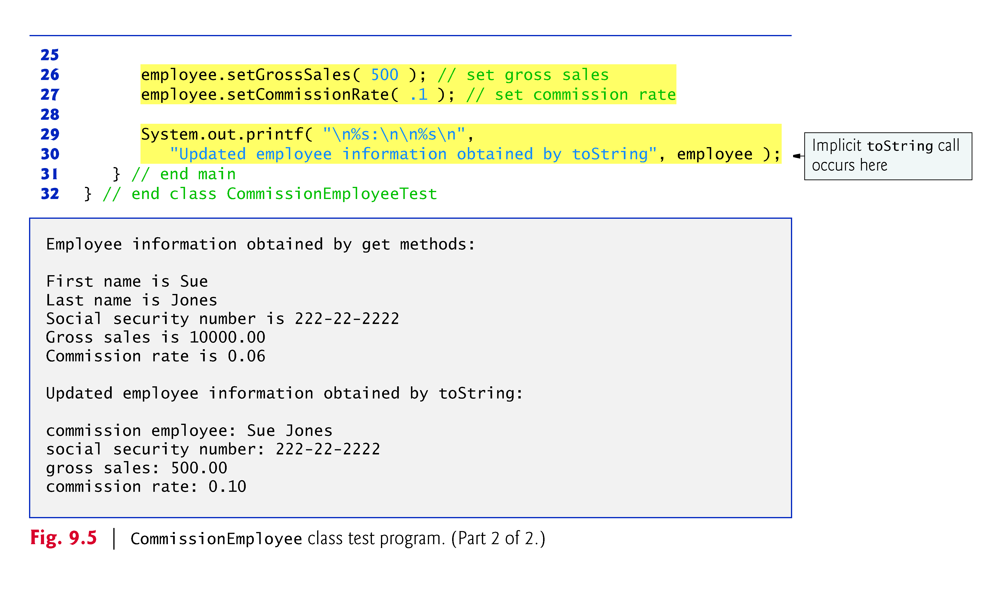 25
26 employee.setGrossSales( 500 ); // set gross sales
27 employee.setCommissionRate( .1 ); // set commission rate
28
29 System.out.printf( "\n%s:\n\n%s\n",
30 "Updated employee information obtained by toString", employee );
Implicit toString call
occurs here
31 } // end main
32 } // end class CommissionEmployeeTest
Employee information obtained by get methods:
First name is Sue
Last name is Jones
Social security number is 222-22-2222
Gross sales is 10000.00
Commission rate is 0.06
Updated employee information obtained by toString:
commission employee: Sue Jones
social security number: 222-22-2222
gross sales: 500.00
commission rate: 0.10
Fig. 9.5 | CommissionEmployee class test program. (Part 2 of 2.)